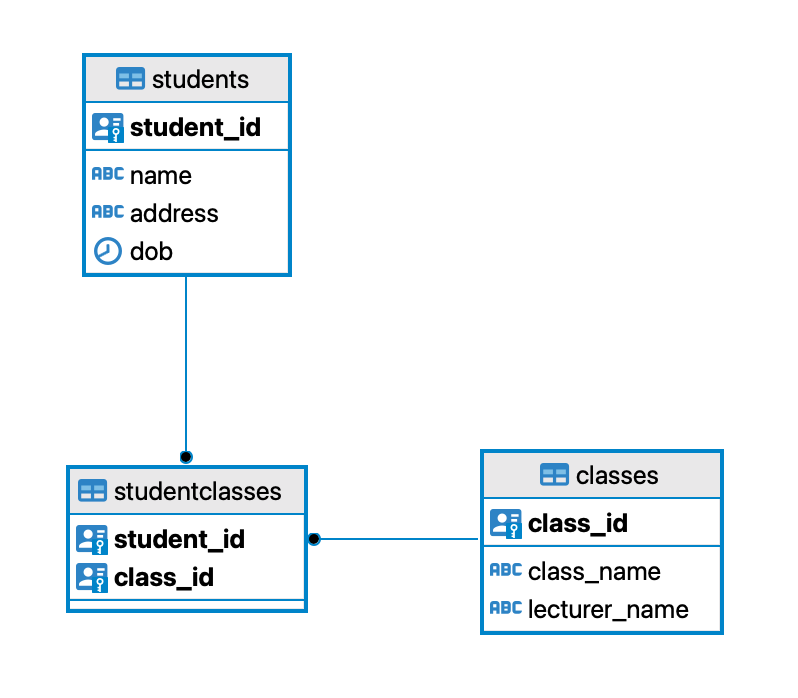 students
student_id
ABC name
ABC address
dob
studentclasses
student_id
class_id
classes
class_id
ABC class_name
ABC lecturer_name